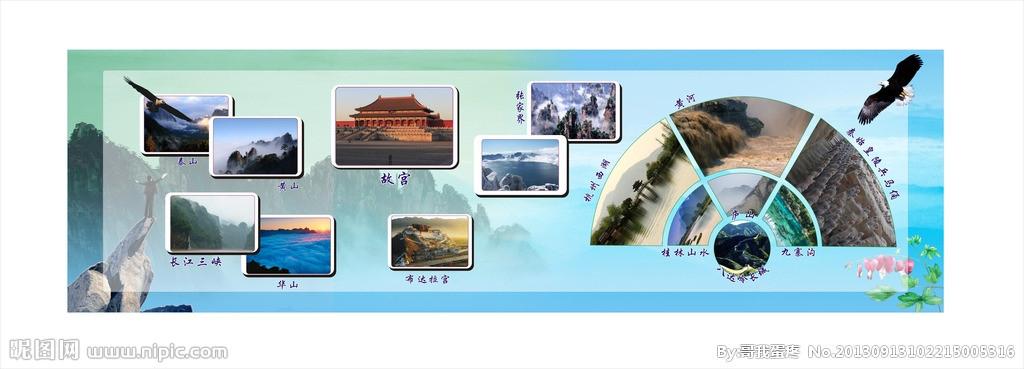 泰山
黄山
长江三峡
华山
故宫
布达拉宫
张家界
杭州西湖
黄河
秦始皇陵兵马俑
桂林山水
庐山
九寨沟
八达岭长城
昵图网 www.nipic.com
By:哥我蛋疼 No.20130913102215005316